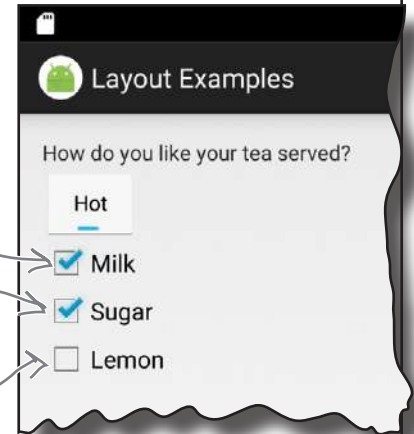 Layout Examples
How do you like your tea served?
Hot
Milk
Sugar
Lemon